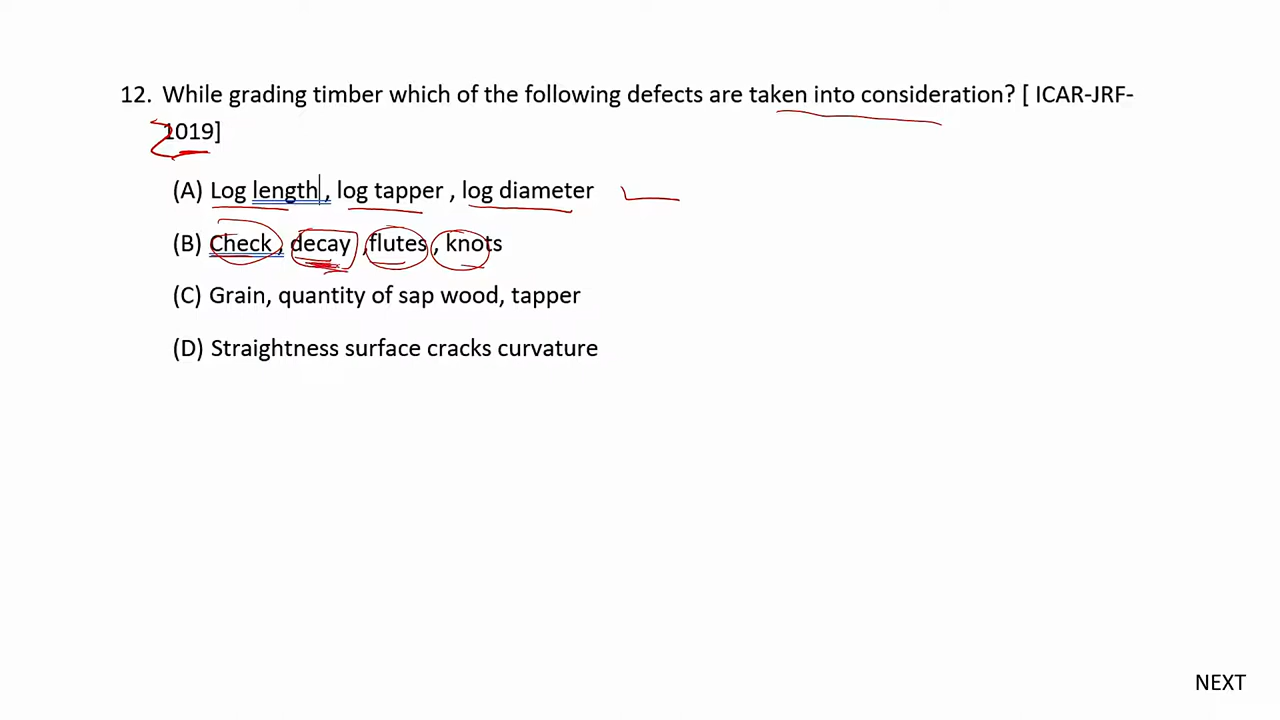 12. While grading timber which of the following defects are taken into consideration? [ ICAR-JRF-
2019]
(A) Log length , log tapper , log diameter
(B) Check , decay ,flutes , knots
(C) Grain, quantity of sap wood, tapper
(D) Straightness surface cracks curvature
NEXT